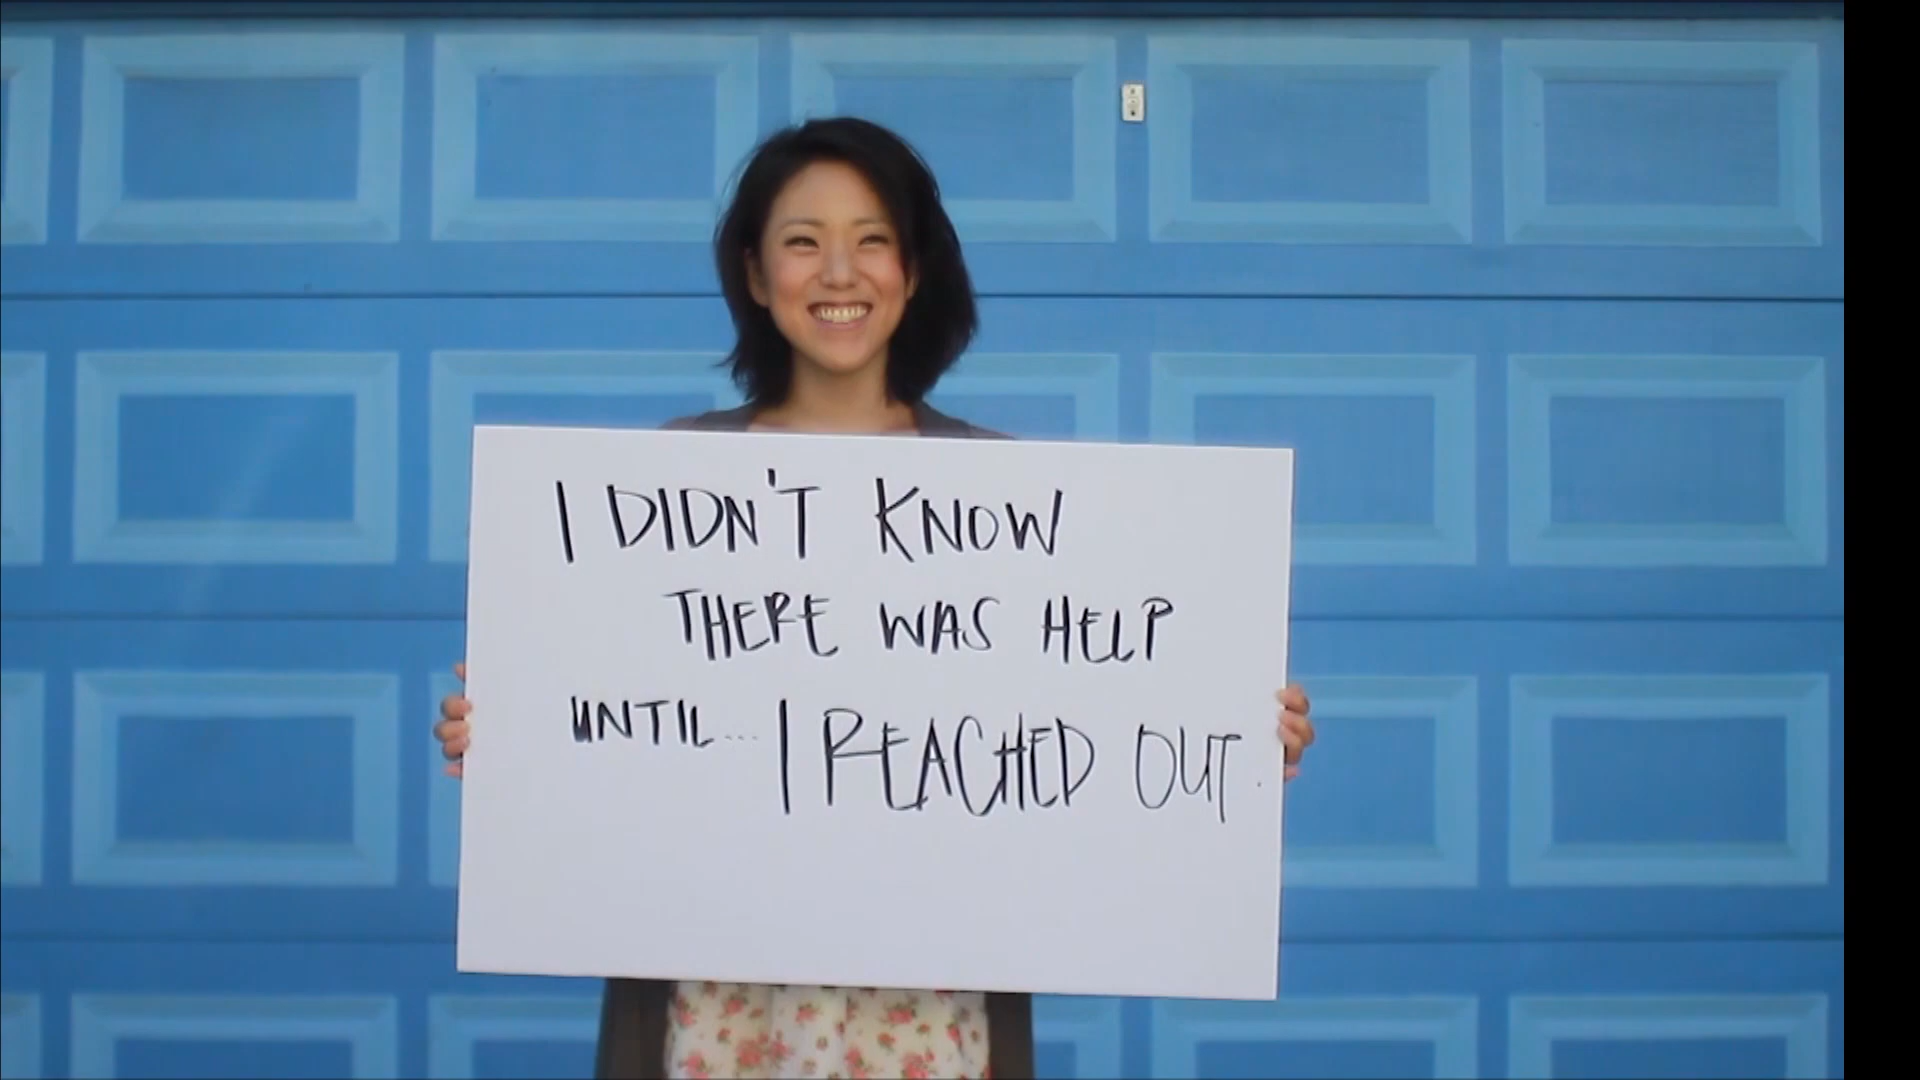 I DIDN'T KNOW
THERE WAS HELP
UNTIL... I REACHED OUT.